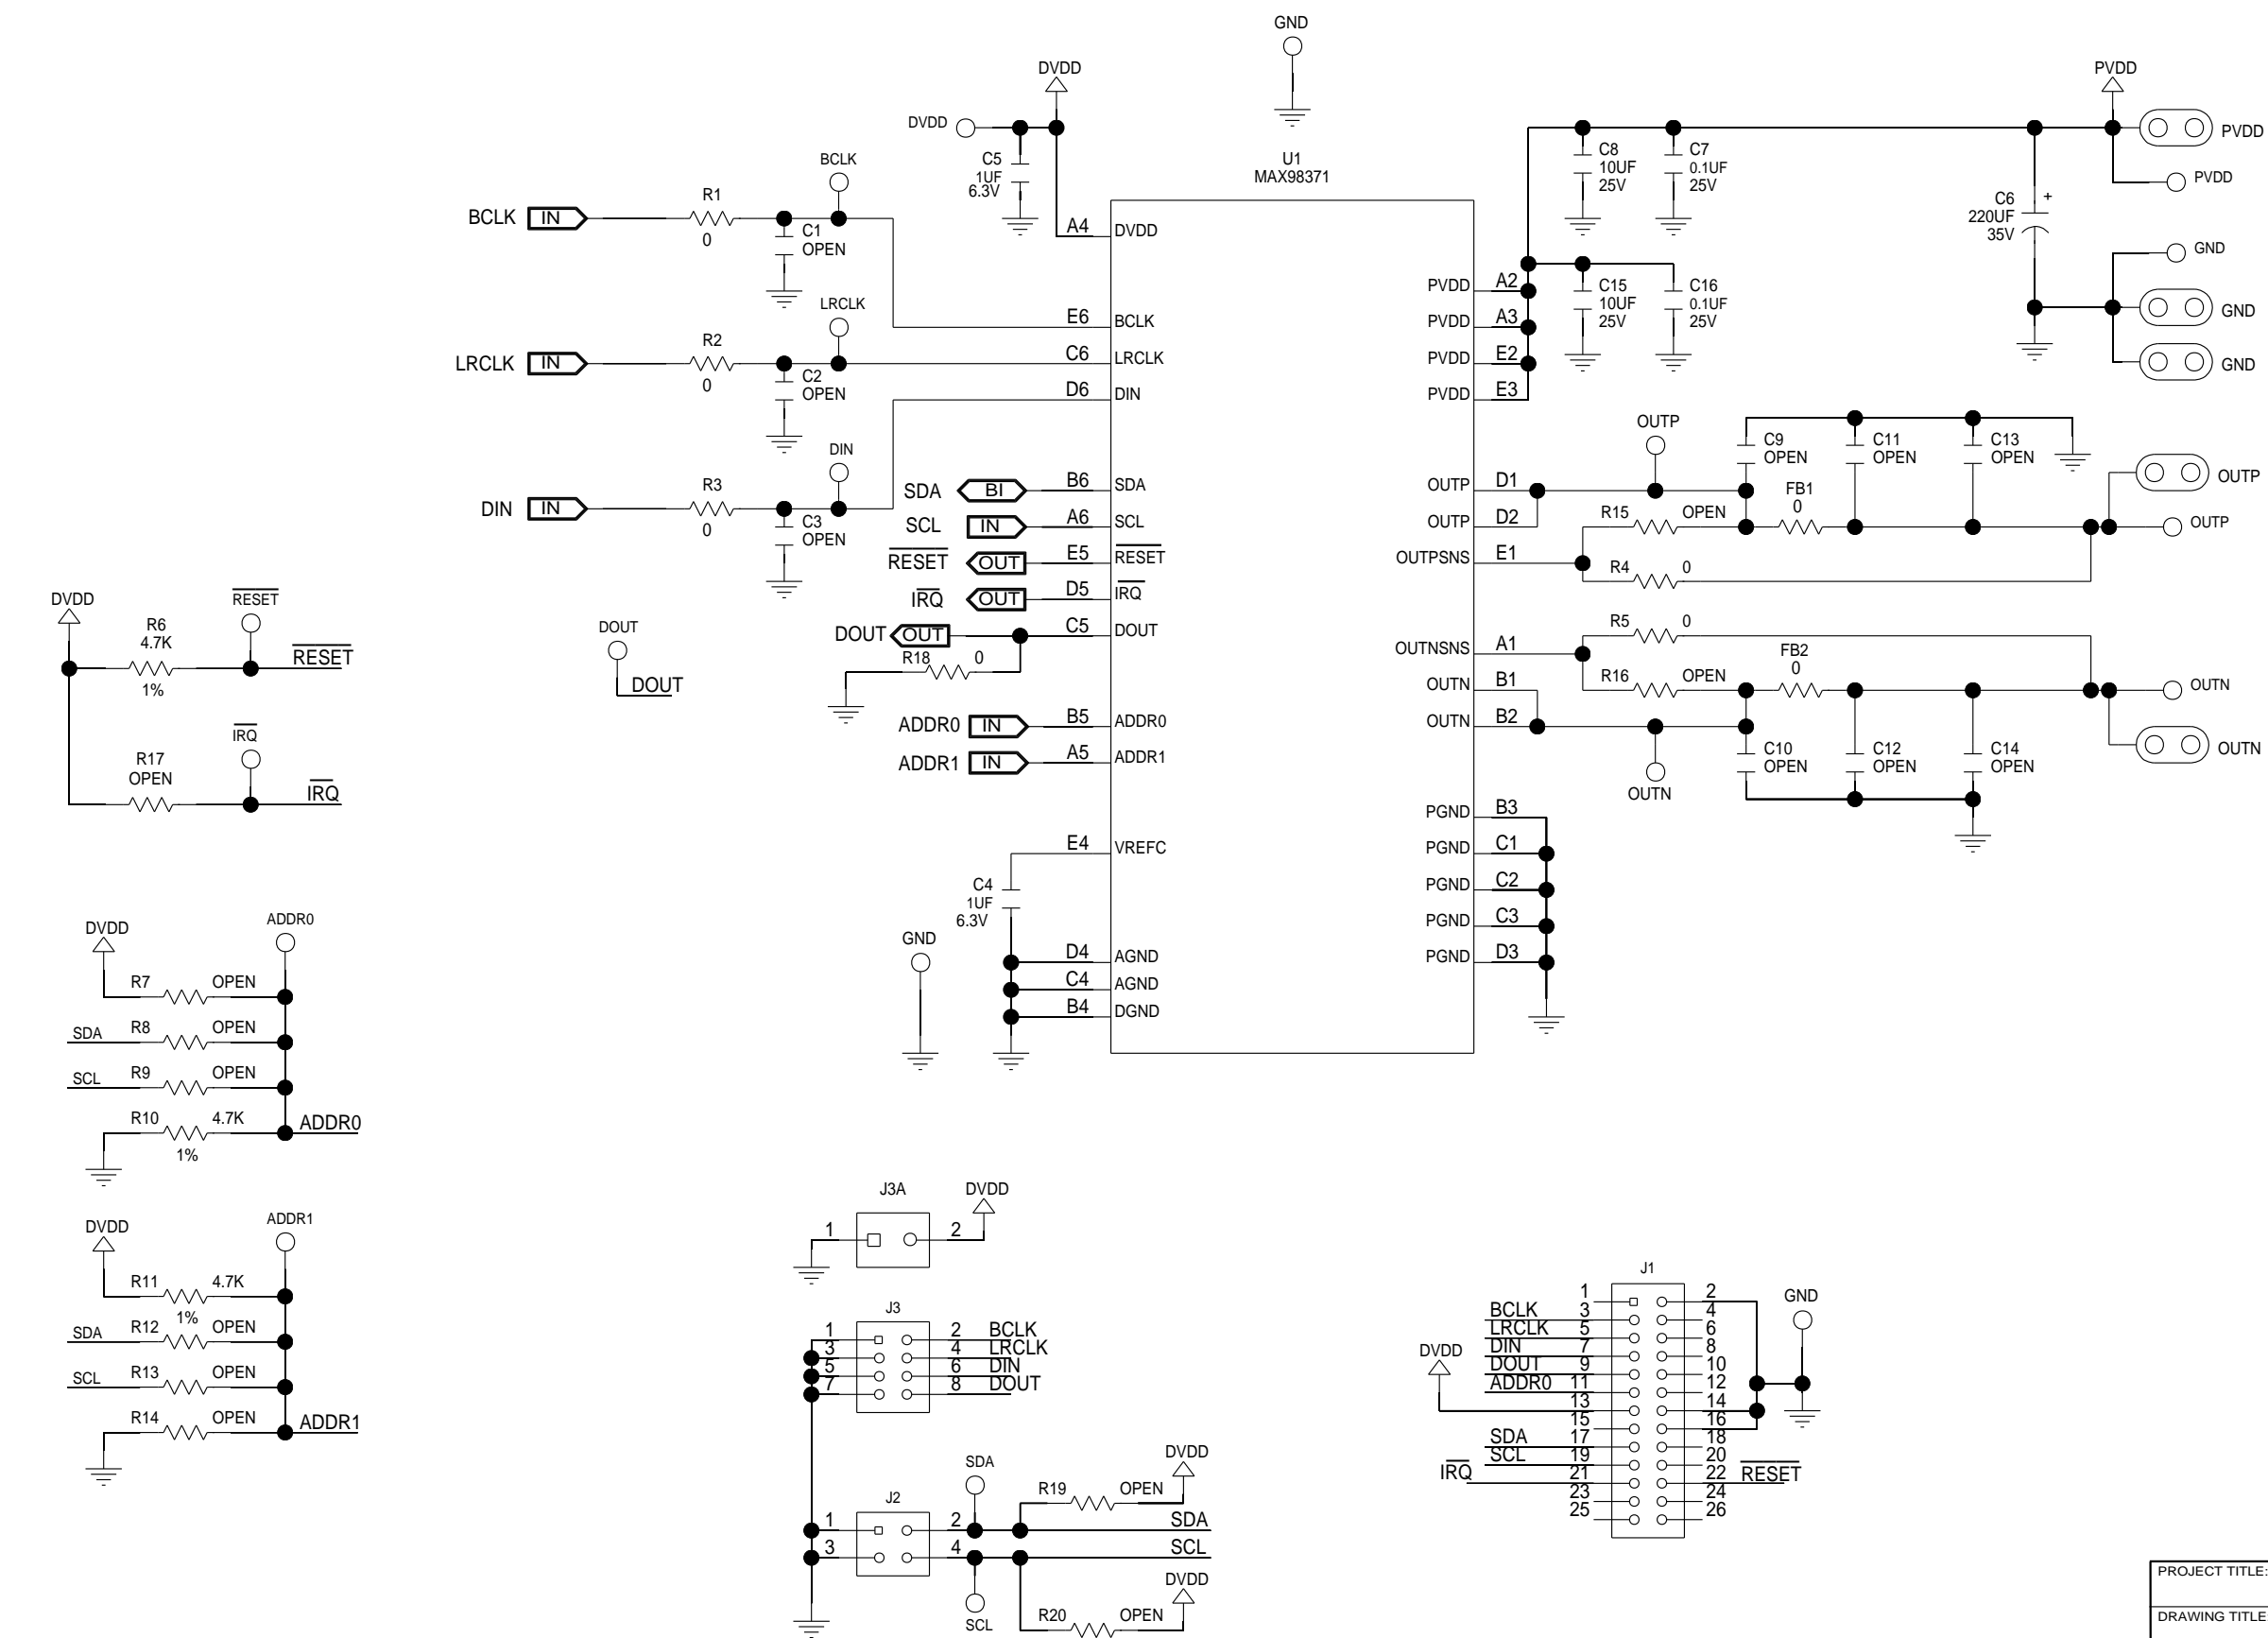 GND
DVDD
DVDD
C5
1UF
6.3V
U1
MAX98371
PVDD
PVDD
PVDD
C8
10UF
25V
C7
0.1UF
25V
C6
+
220UF
35V
GND
GND
GND
C15
10UF
25V
C16
0.1UF
25V
BCLK
BCLK IN
R1
0
C1
OPEN
LRCLK
LRCLK IN
R2
0
C2
OPEN
DIN
DIN IN
R3
0
C3
OPEN
A4 DVDD
E6 BCLK
C6 LRCLK
D6 DIN
SDA BI B6 SDA
SCL IN A6 SCL
RESET OUT E5 RESET
IRQ OUT D5 IRQ
DOUT OUT C5 DOUT
R18 0
ADDR0 IN B5 ADDR0
ADDR1 IN A5 ADDR1
E4 VREFC
C4
1UF
6.3V
GND
D4 AGND
C4 AGND
B4 DGND
PVDD A2
PVDD A3
PVDD E2
PVDD E3
OUTP D1
OUTP D2
OUTPSNS E1
OUTNSNS A1
OUTN B1
OUTN B2
PGND B3
PGND C1
PGND C2
PGND C3
PGND D3
OUTP
C9
OPEN
C11
OPEN
C13
OPEN
OUTP
OUTP
R15 OPEN
FB1
0
R4 0
R5 0
R16 OPEN
FB2
0
OUTN
OUTN
C10
OPEN
C12
OPEN
C14
OPEN
OUTN
DVDD
R6
4.7K
1%
RESET
RESET
R17
OPEN
IRQ
IRQ
DOUT
DOUT
DVDD
ADDR0
R7 OPEN
SDA R8 OPEN
SCL R9 OPEN
R10 4.7K
1%
ADDR0
DVDD
ADDR1
R11 4.7K
1%
SDA R12 OPEN
SCL R13 OPEN
R14 OPEN
ADDR1
J3A
DVDD
1 2
J3
1 2 BCLK
3 4 LRCLK
5 6 DIN
7 8 DOUT
J2
1 2
3 4
SDA
SCL
R19 OPEN
DVDD
SDA
SCL
DVDD
R20 OPEN
J1
GND
DVDD
1 2
BCLK 3 4
LRCLK 5 6
DIN 7 8
DOUT 9 10
ADDR0 11 12
13 14
15 16
SDA 17 18
SCL 19 20
IRQ 21 22 RESET
23 24
25 26
PROJECT TITLE:
DRAWING TITLE